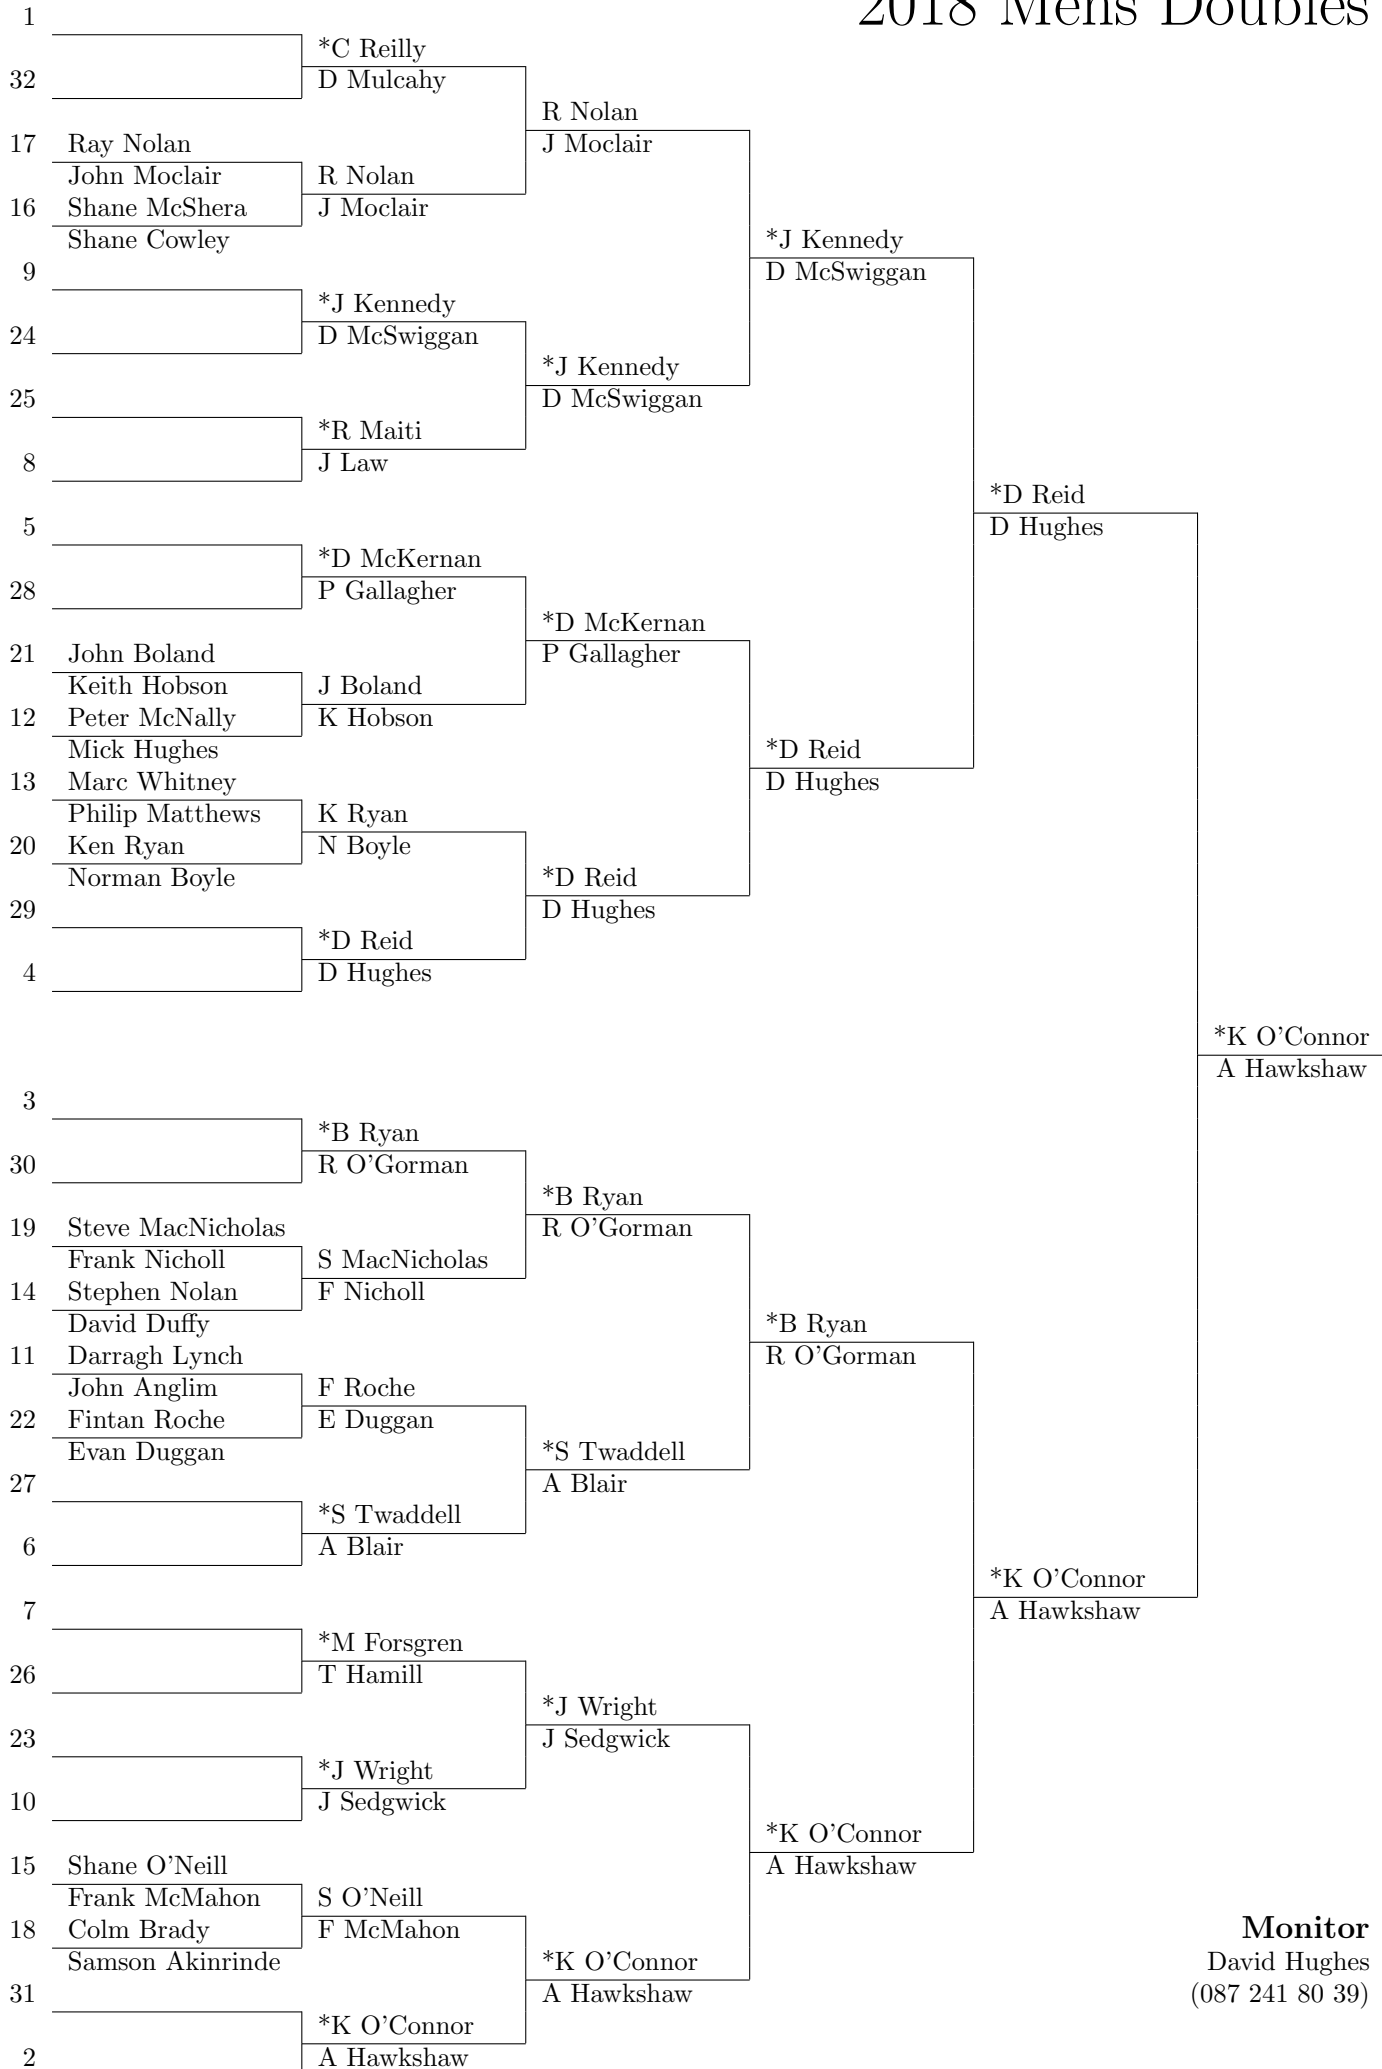 2018 Mens Doubles
1
*C Reilly
32
D Mulcahy
R Nolan
17
Ray Nolan
J Moclair
John Moclair
R Nolan
16
Shane McShera
J Moclair
Shane Cowley
*J Kennedy
9
D McSwiggan
*J Kennedy
24
D McSwiggan
*J Kennedy
25
D McSwiggan
*R Maiti
8
J Law
*D Reid
5
D Hughes
*D McKernan
28
P Gallagher
*D McKernan
21
John Boland
P Gallagher
Keith Hobson
J Boland
12
Peter McNally
K Hobson
Mick Hughes
*D Reid
13
Marc Whitney
D Hughes
Philip Matthews
K Ryan
20
Ken Ryan
N Boyle
Norman Boyle
*D Reid
29
D Hughes
*D Reid
4
D Hughes
*K O'Connor
A Hawkshaw
3
*B Ryan
30
R O'Gorman
*B Ryan
19
Steve MacNicholas
R O'Gorman
Frank Nicholl
S MacNicholas
14
Stephen Nolan
F Nicholl
David Duffy
*B Ryan
11
Darragh Lynch
R O'Gorman
John Anglim
F Roche
22
Fintan Roche
E Duggan
Evan Duggan
*S Twaddell
27
A Blair
*S Twaddell
6
A Blair
*K O'Connor
7
A Hawkshaw
*M Forsgren
26
T Hamill
*J Wright
23
J Sedgwick
*J Wright
10
J Sedgwick
*K O'Connor
15
Shane O'Neill
A Hawkshaw
Frank McMahon
S O'Neill
18
Colm Brady
F McMahon
Samson Akinrinde
*K O'Connor
31
A Hawkshaw
*K O'Connor
2
A Hawkshaw
Monitor
David Hughes
(087 241 80 39)